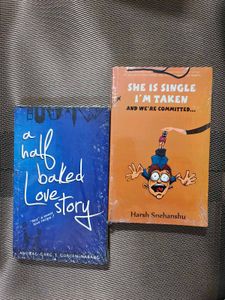 a
half
baked
Love
story
SHE IS SINGLE
I'M TAKEN
AND WE'RE COMMITTED...
Harsh Snehanshu